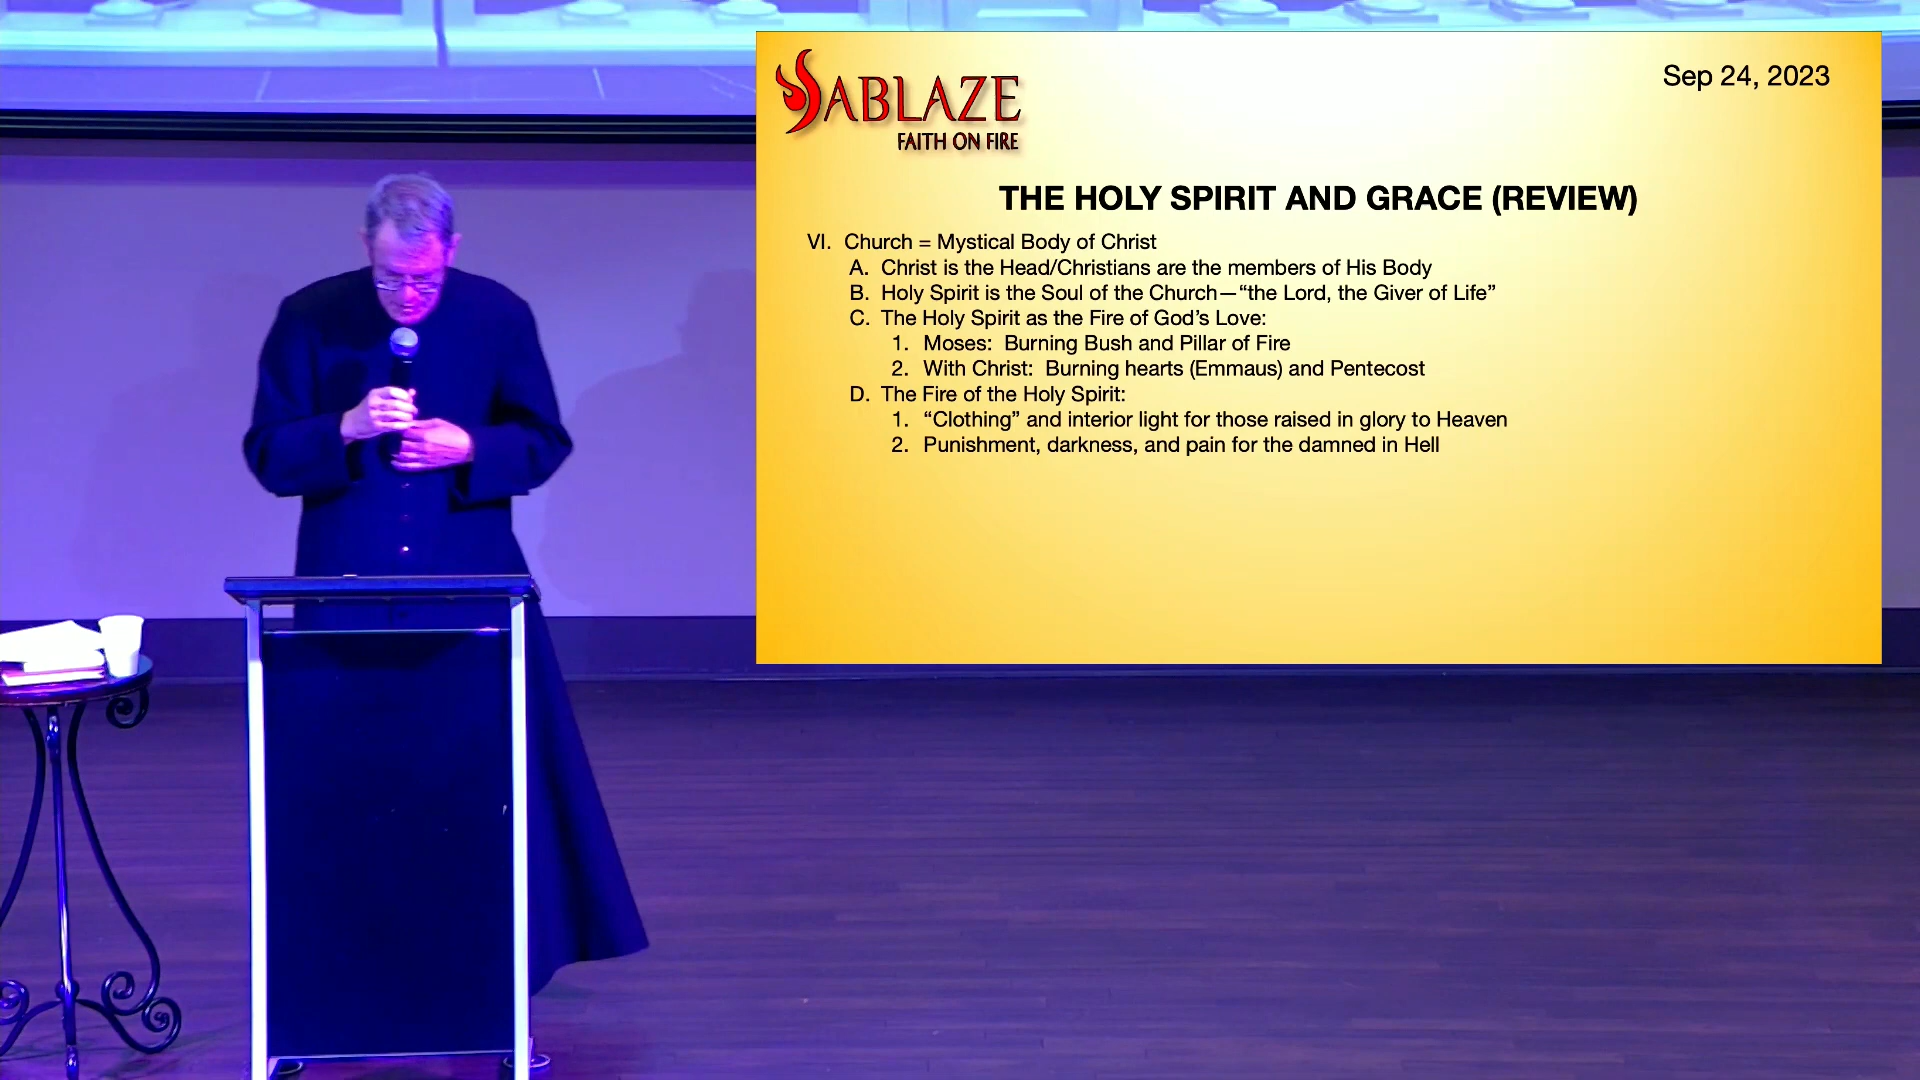 ABLAZE
FAITH ON FIRE
Sep 24, 2023
THE HOLY SPIRIT AND GRACE (REVIEW)
VI. Church = Mystical Body of Christ
A. Christ is the Head/Christians are the members of His Body
B. Holy Spirit is the Soul of the Church—“the Lord, the Giver of Life”
C. The Holy Spirit as the Fire of God’s Love:
1. Moses: Burning Bush and Pillar of Fire
2. With Christ: Burning hearts (Emmaus) and Pentecost
D. The Fire of the Holy Spirit:
1. “Clothing” and interior light for those raised in glory to Heaven
2. Punishment, darkness, and pain for the damned in Hell